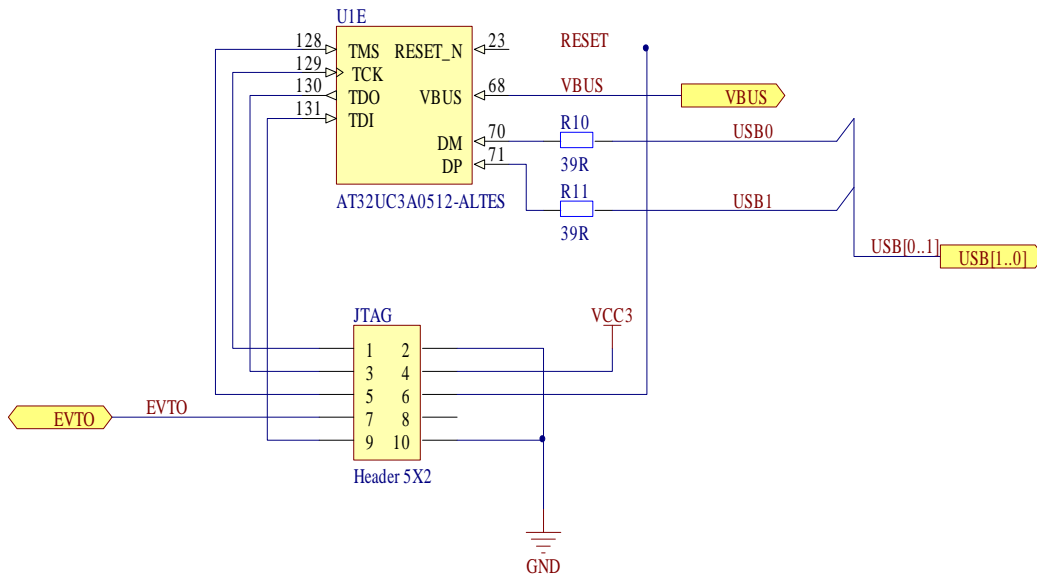 U1E
128 TMS RESET_N 23 RESET
129 TCK
130 TDO VBUS 68 VBUS VBUS
131 TDI
DM 70 R10 USB0
DP 71 39R
R11 USB1
AT32UC3A0512-ALTES
39R
USB[0..1] USB[1..0]
JTAG VCC3
1 2
3 4
5 6
EVTO EVTO 7 8
9 10
Header 5X2
GND